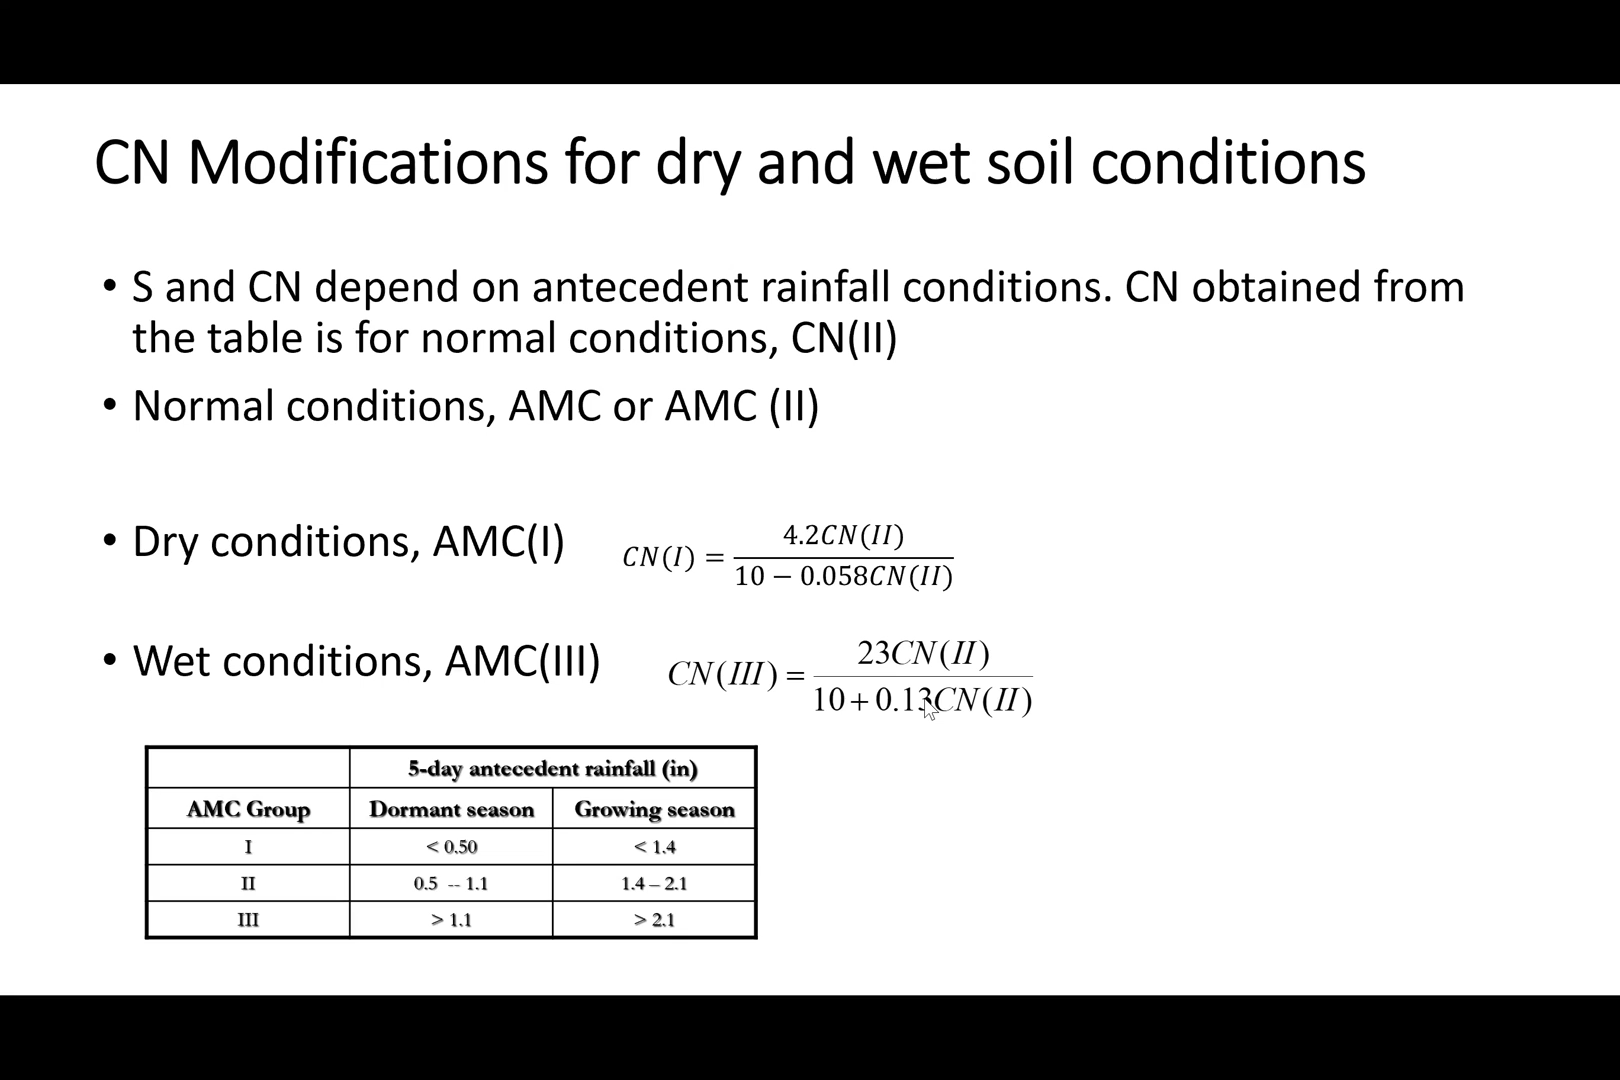 CN Modifications for dry and wet soil conditions
• S and CN depend on antecedent rainfall conditions. CN obtained from
the table is for normal conditions, CN(II)
• Normal conditions, AMC or AMC (II)
• Dry conditions, AMC(I) CN(I) = 4.2CN(II) / 10 − 0.058CN(II)
• Wet conditions, AMC(III) CN(III) = 23CN(II) / 10 + 0.13CN(II)
5-day antecedent rainfall (in)
AMC Group Dormant season Growing season
I < 0.50 < 1.4
II 0.5 -- 1.1 1.4 – 2.1
III > 1.1 > 2.1